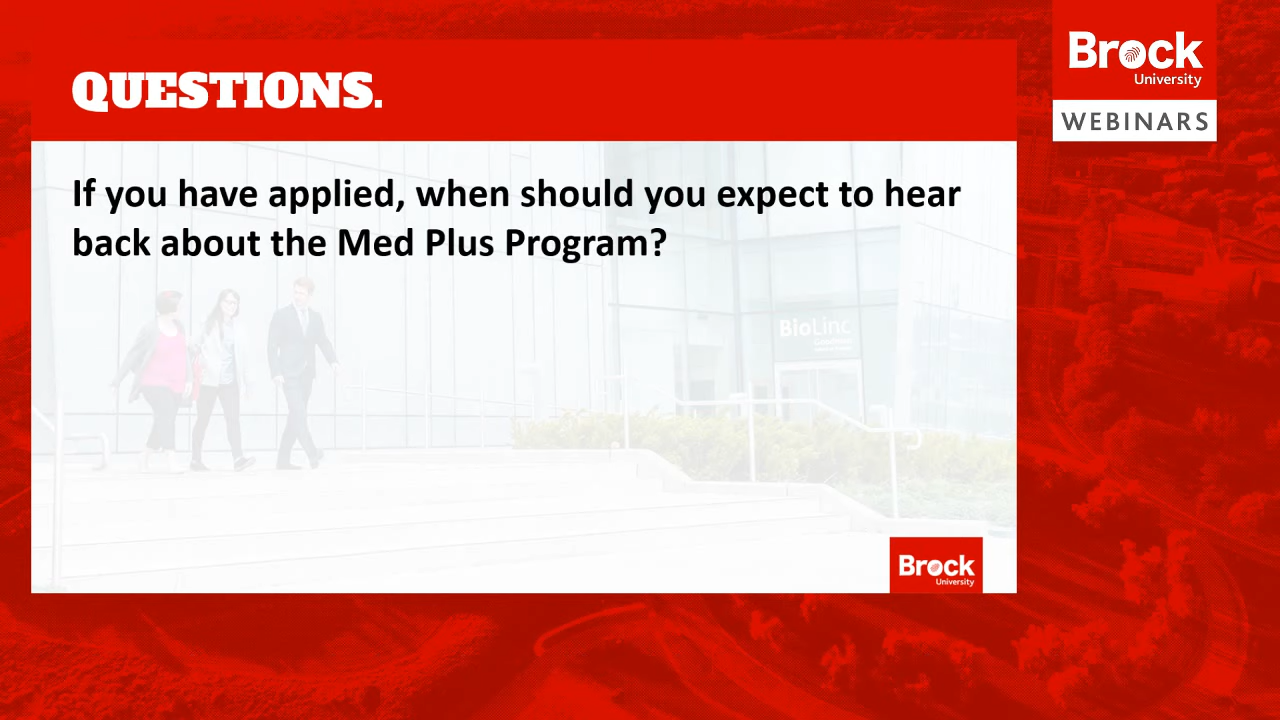 QUESTIONS.
Brock
University
WEBINARS
If you have applied, when should you expect to hear
back about the Med Plus Program?
BioLinc
Brock
University